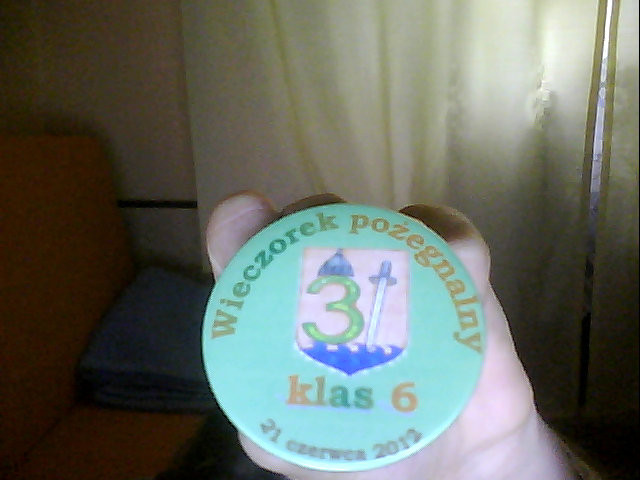 Wieczorek pożegnalny
3
klas 6
21 czerwca 2012